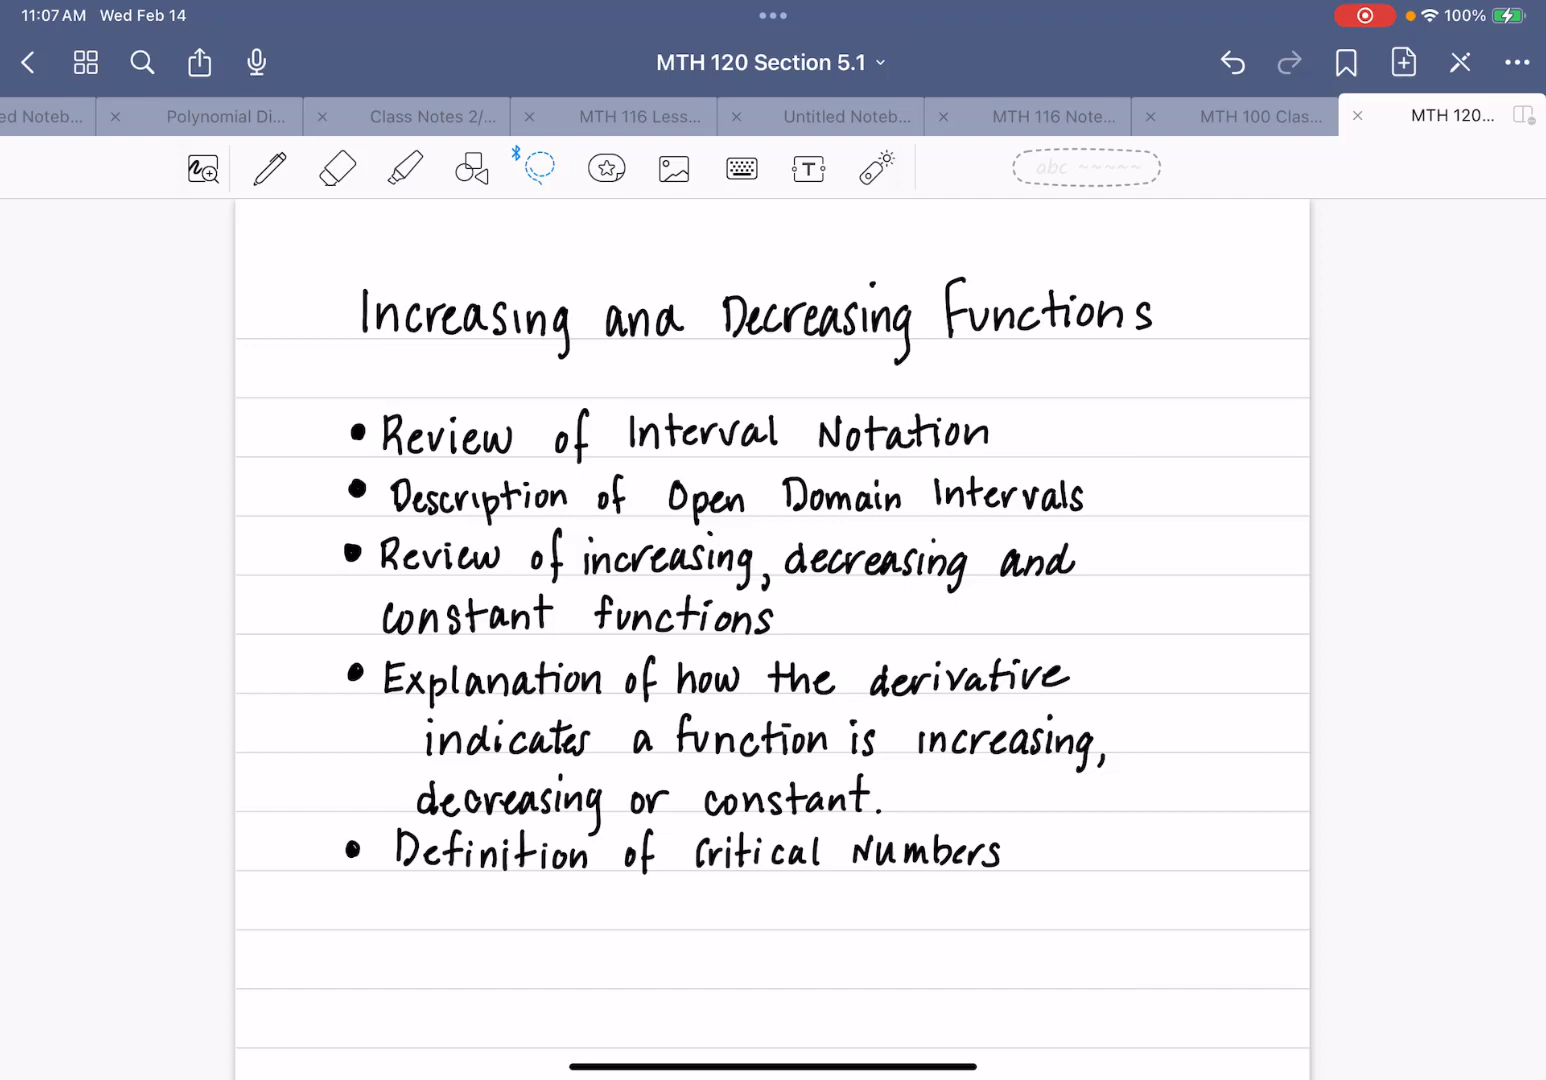 11:07 AM Wed Feb 14
100%
MTH 120 Section 5.1
ed Noteb...
Polynomial Di...
Class Notes 2/...
MTH 116 Less...
Untitled Noteb...
MTH 116 Note...
MTH 100 Clas...
MTH 120...
T
abc
Increasing and Decreasing Functions
• Review of Interval Notation
• Description of Open Domain Intervals
• Review of increasing, decreasing and
constant functions
• Explanation of how the derivative
indicates a function is increasing,
decreasing or constant.
• Definition of Critical Numbers